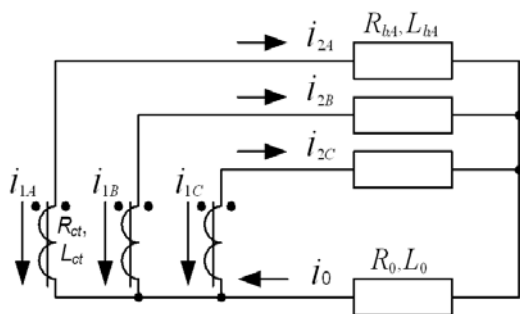 i2A
RhA, LhA
i2B
i2C
i1A
i1B
i1C
Rct,
Lct
i0
R0, L0